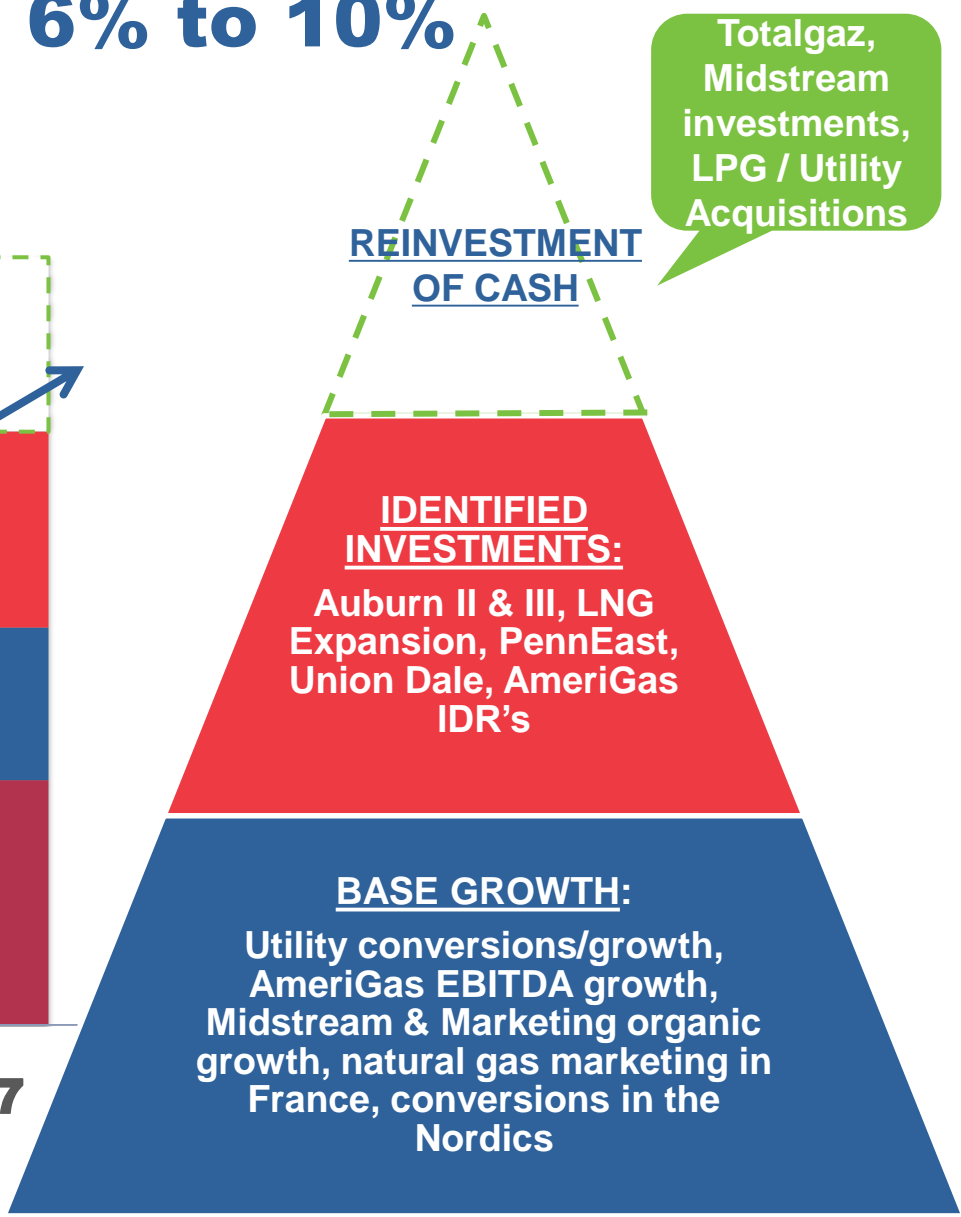 6% to 10%
Totalgaz,
Midstream
investments,
LPG / Utility
Acquisitions
REINVESTMENT
OF CASH
IDENTIFIED
INVESTMENTS:
Auburn II & III, LNG
Expansion, PennEast,
Union Dale, AmeriGas
IDR’s
BASE GROWTH:
Utility conversions/growth,
AmeriGas EBITDA growth,
Midstream & Marketing organic
growth, natural gas marketing in
France, conversions in the
Nordics
7